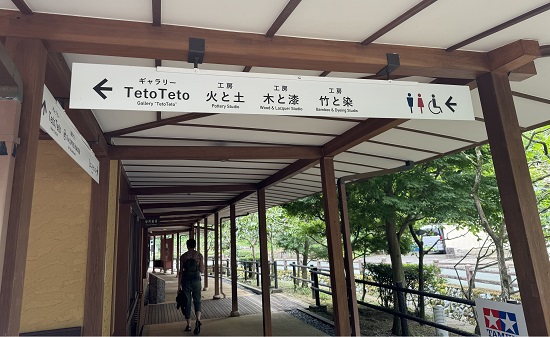 ギャラリー
TetoTeto
Gallery "TetoTeto"
工房
火と土
Pottery Studio
工房
木と漆
Wood & Lacquer Studio
工房
竹と染
Bamboo & Dyeing Studio
TetoTeto